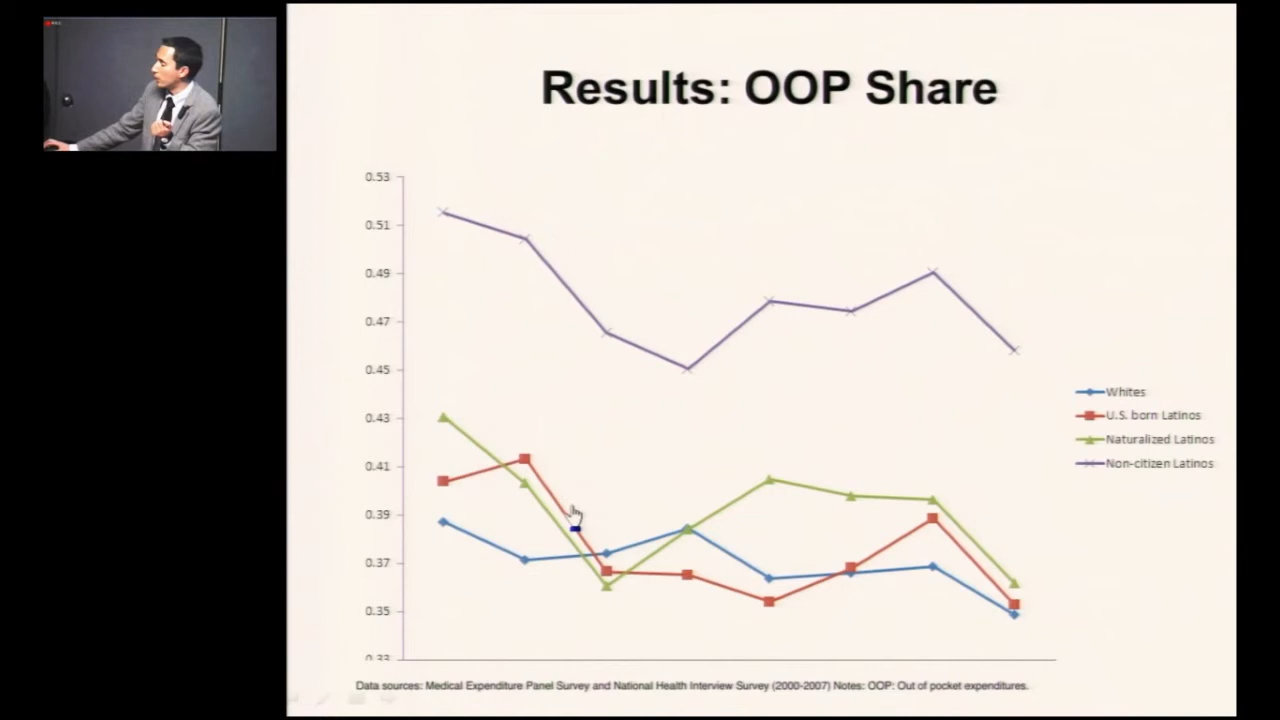 Results: OOP Share
0.53
0.51
0.49
0.47
0.45
0.43
0.41
0.39
0.37
0.35
0.33
Whites
U.S. born Latinos
Naturalized Latinos
Non-citizen Latinos
Data sources: Medical Expenditure Panel Survey and National Health Interview Survey (2000-2007) Notes: OOP: Out of pocket expenditures.